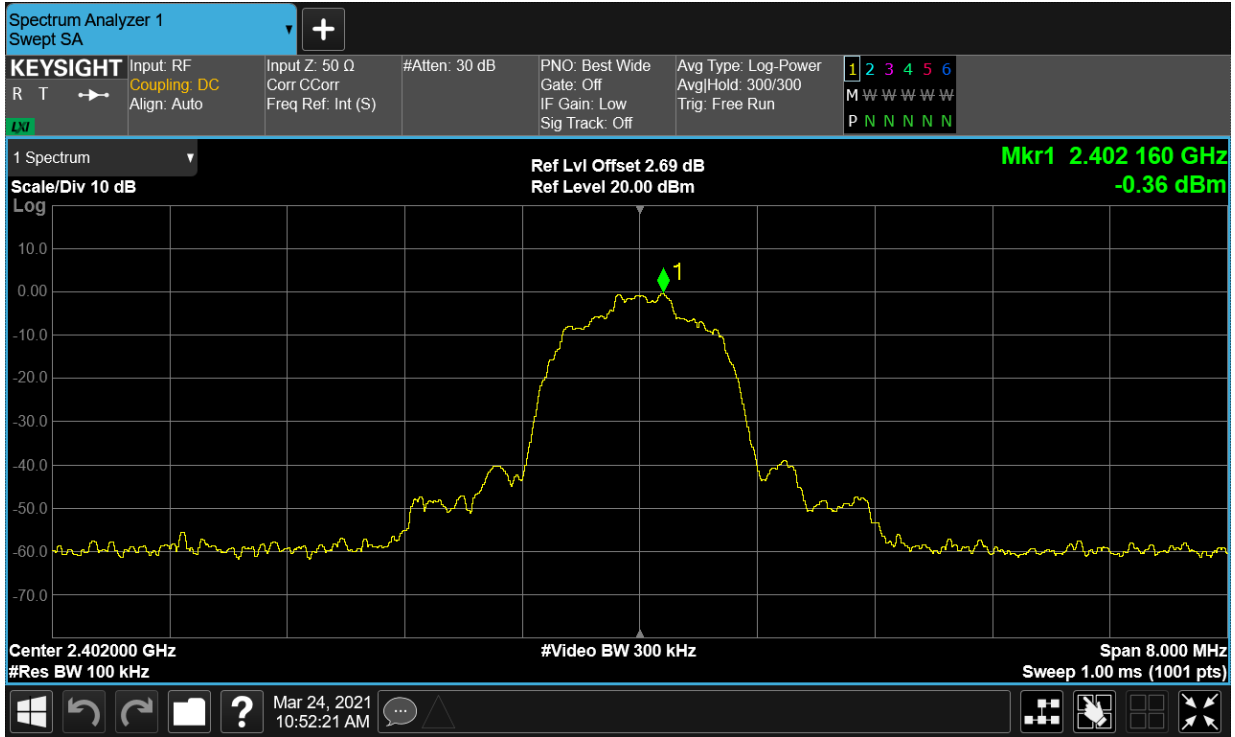 Spectrum Analyzer 1
Swept SA
KEYSIGHT
R T
LXI
Input: RF
Coupling: DC
Align: Auto
Input Z: 50 Ω
Corr CCorr
Freq Ref: Int (S)
#Atten: 30 dB
PNO: Best Wide
Gate: Off
IF Gain: Low
Sig Track: Off
Avg Type: Log-Power
Avg|Hold: 300/300
Trig: Free Run
1 2 3 4 5 6
M W W W W W
P N N N N N
1 Spectrum
Scale/Div 10 dB
Log
Ref Lvl Offset 2.69 dB
Ref Level 20.00 dBm
Mkr1 2.402 160 GHz
-0.36 dBm
10.0
0.00
-10.0
-20.0
-30.0
-40.0
-50.0
-60.0
-70.0
1
Center 2.402000 GHz
#Res BW 100 kHz
#Video BW 300 kHz
Span 8.000 MHz
Sweep 1.00 ms (1001 pts)
?
Mar 24, 2021
10:52:21 AM